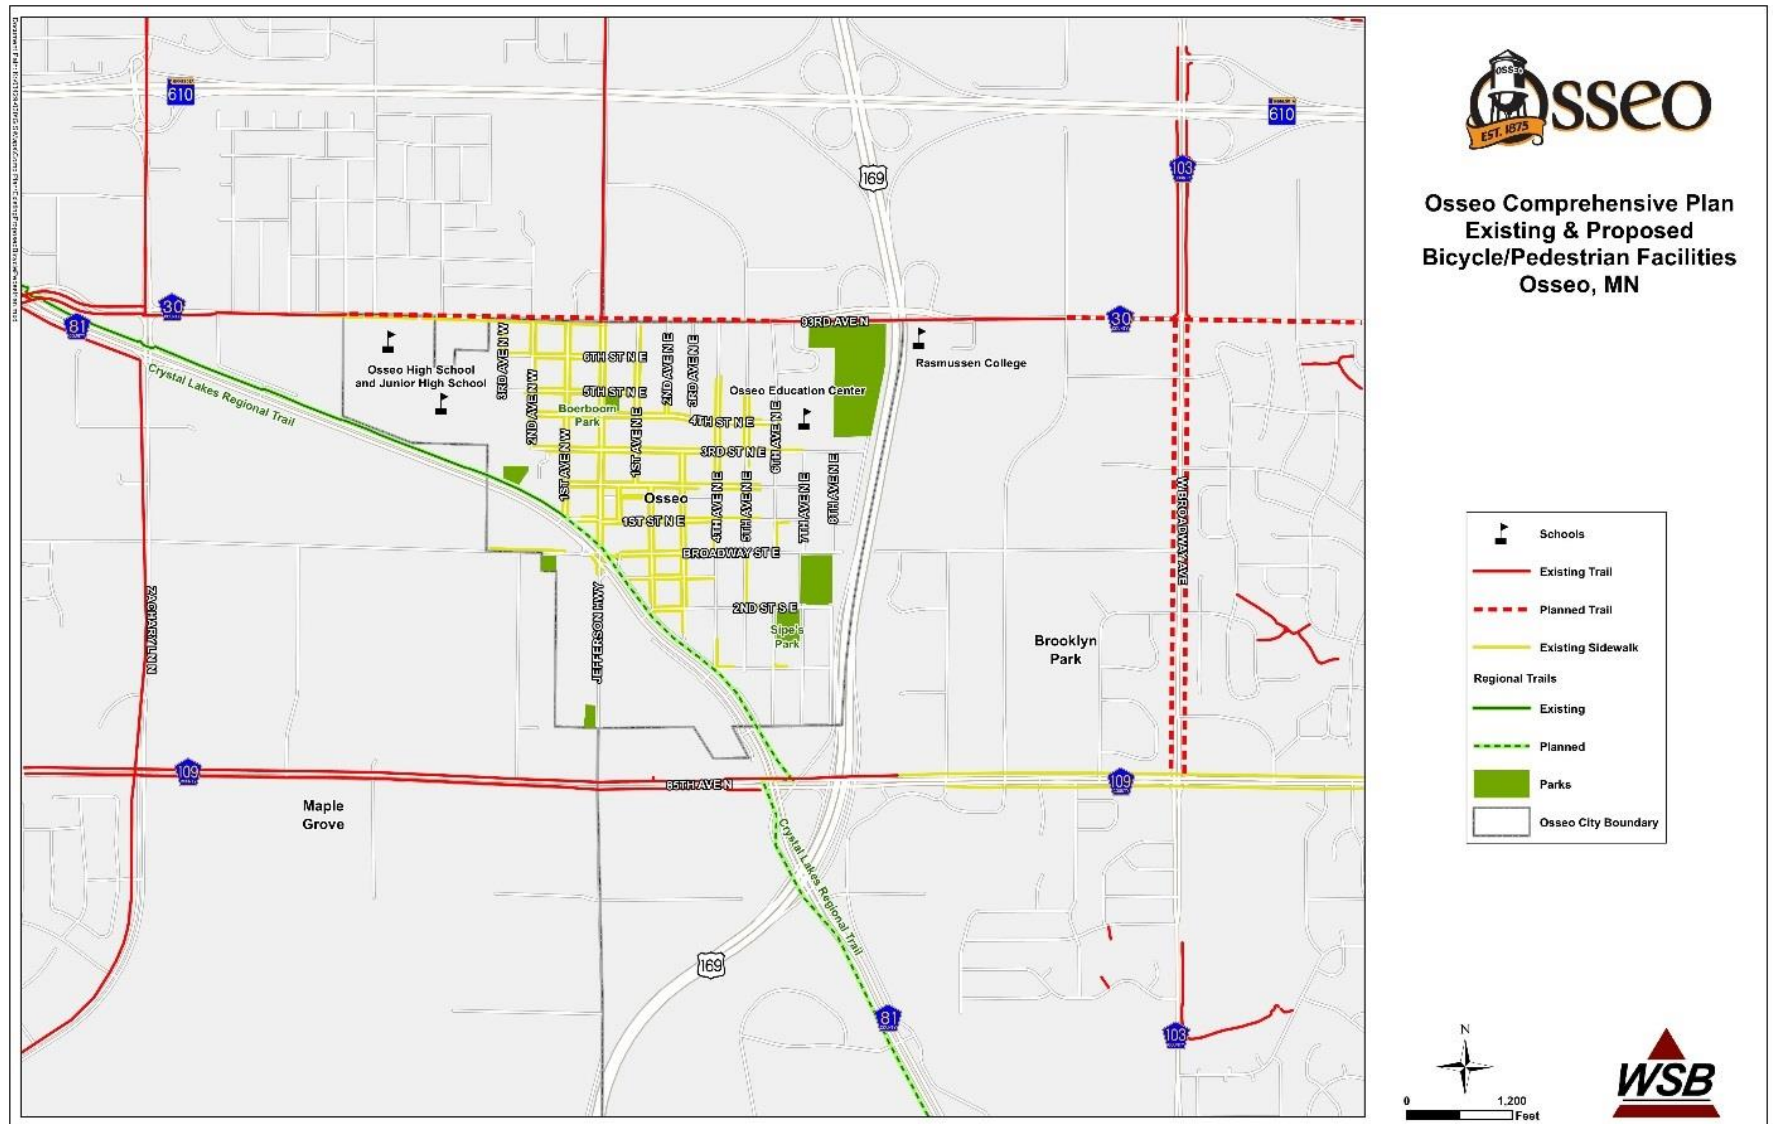 OSSEO
Osseo
EST. 1875
Osseo Comprehensive Plan
Existing & Proposed
Bicycle/Pedestrian Facilities
Osseo, MN
610
610
169
103
30
81
93RD AVE N
30
Osseo High School
and Junior High School
Rasmussen College
Osseo Education Center
Crystal Lakes Regional Trail
3RD AVE N W
2ND AVE N W
1ST AVE N W
6TH ST N E
5TH ST N E
Boerboom
Park
1ST AVE N E
2ND AVE N E
3RD AVE N E
4TH ST N E
3RD ST N E
6TH AVE N E
Osseo
4TH AVE N E
5TH AVE N E
7TH AVE N E
8TH AVE N E
1ST ST N E
BROADWAY ST E
2ND ST S E
Sipe's
Park
ZACHARY LN N
JEFFERSON HWY
W BROADWAY AVE
Brooklyn
Park
109
85TH AVE N
109
Maple
Grove
Crystal Lakes Regional Trail
169
81
103
Schools
Existing Trail
Planned Trail
Existing Sidewalk
Regional Trails
Existing
Planned
Parks
Osseo City Boundary
N
0 1,200
Feet
WSB